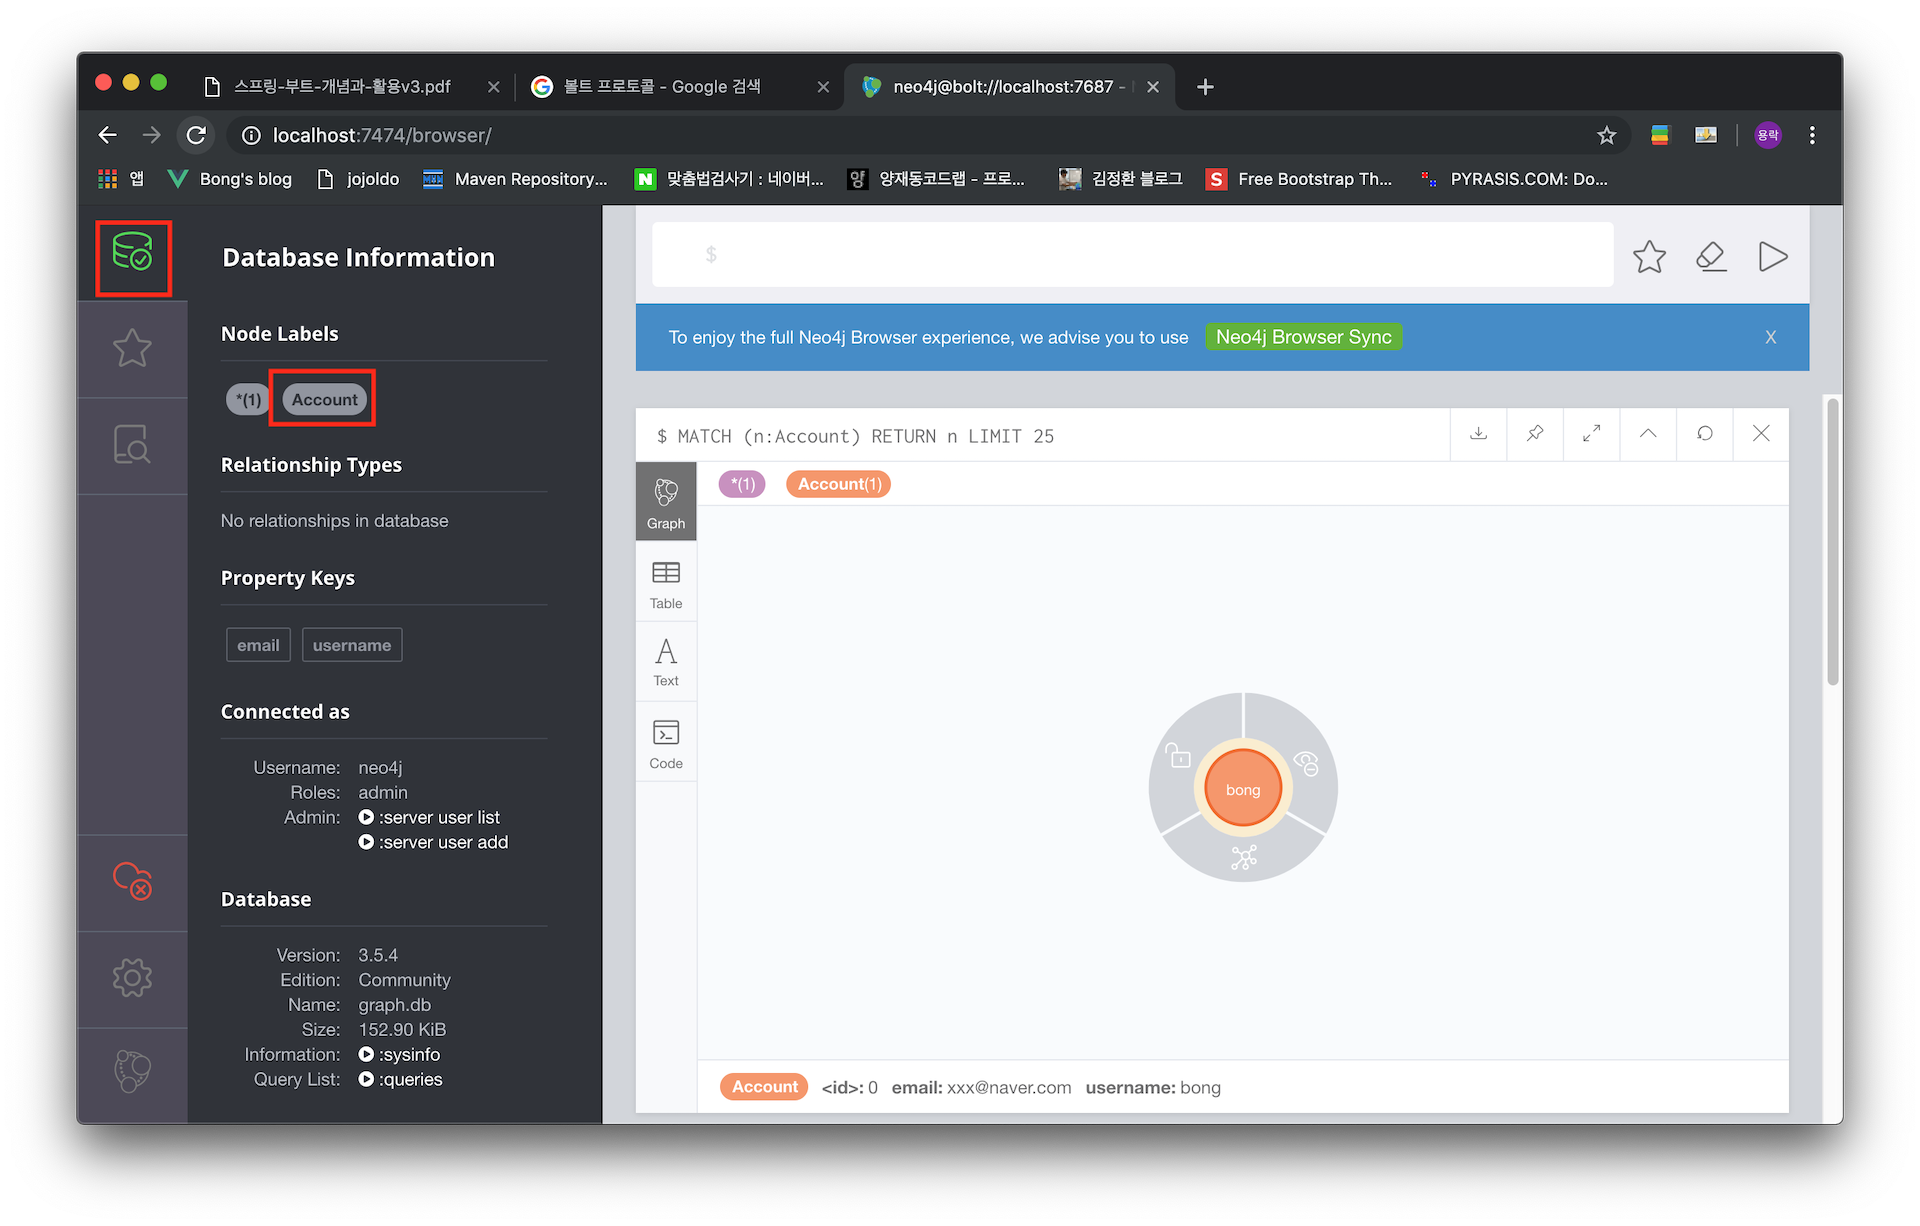 스프링-부트-개념과-활용v3.pdf
볼트 프로토콜 - Google 검색
neo4j@bolt://localhost:7687 -
localhost:7474/browser/
용락
앱
Bong's blog
jojoldo
Maven Repository...
N 맞춤법검사기 : 네이버...
양 양재동코드랩 - 프로...
김정환 블로그
S Free Bootstrap Th...
PYRASIS.COM: Do...
Database Information
Node Labels
*(1) Account
Relationship Types
No relationships in database
Property Keys
email username
Connected as
Username: neo4j
Roles: admin
Admin: :server user list
:server user add
Database
Version: 3.5.4
Edition: Community
Name: graph.db
Size: 152.90 KiB
Information: :sysinfo
Query List: :queries
$
To enjoy the full Neo4j Browser experience, we advise you to use Neo4j Browser Sync X
$ MATCH (n:Account) RETURN n LIMIT 25
*(1) Account(1)
Graph
Table
A
Text
Code
bong
Account <id>: 0 email: xxx@naver.com username: bong